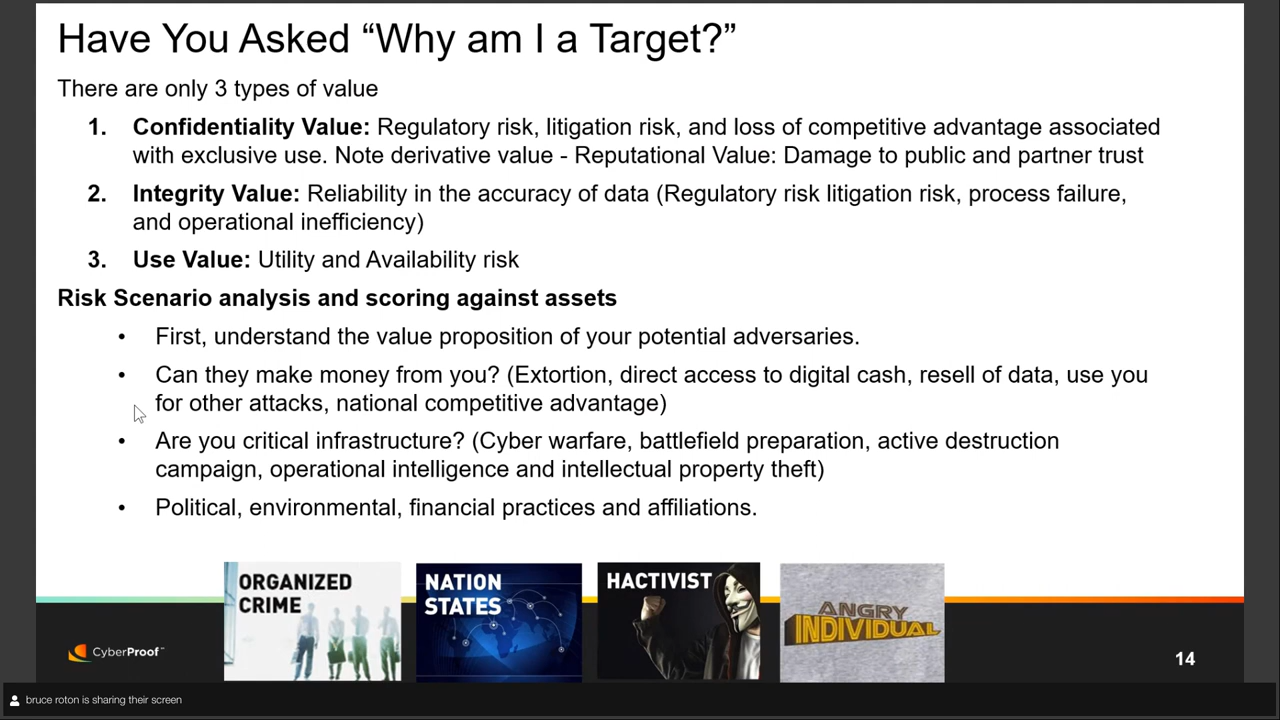 Have You Asked “Why am I a Target?”
There are only 3 types of value
1. Confidentiality Value: Regulatory risk, litigation risk, and loss of competitive advantage associated
with exclusive use. Note derivative value - Reputational Value: Damage to public and partner trust
2. Integrity Value: Reliability in the accuracy of data (Regulatory risk litigation risk, process failure,
and operational inefficiency)
3. Use Value: Utility and Availability risk
Risk Scenario analysis and scoring against assets
• First, understand the value proposition of your potential adversaries.
• Can they make money from you? (Extortion, direct access to digital cash, resell of data, use you
for other attacks, national competitive advantage)
• Are you critical infrastructure? (Cyber warfare, battlefield preparation, active destruction
campaign, operational intelligence and intellectual property theft)
• Political, environmental, financial practices and affiliations.
ORGANIZED
CRIME
NATION
STATES
HACTIVIST
ANGRY
INDIVIDUAL
CyberProof™
14
bruce roton is sharing their screen